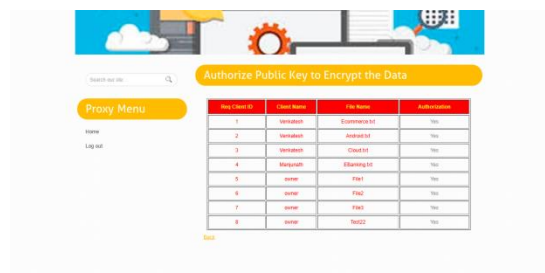 Authorize Public Key to Encrypt the Data
Search our site:
Proxy Menu
Home
Log out
Req Client ID Client Name File Name Authorization
1 Venkatesh Ecommerce.txt Yes
2 Venkatesh Android.txt Yes
3 Venkatesh Cloud.txt Yes
4 Manjunath EBanking.txt Yes
5 owner File1 Yes
6 owner File2 Yes
7 owner File3 Yes
8 owner Test22 Yes
Back